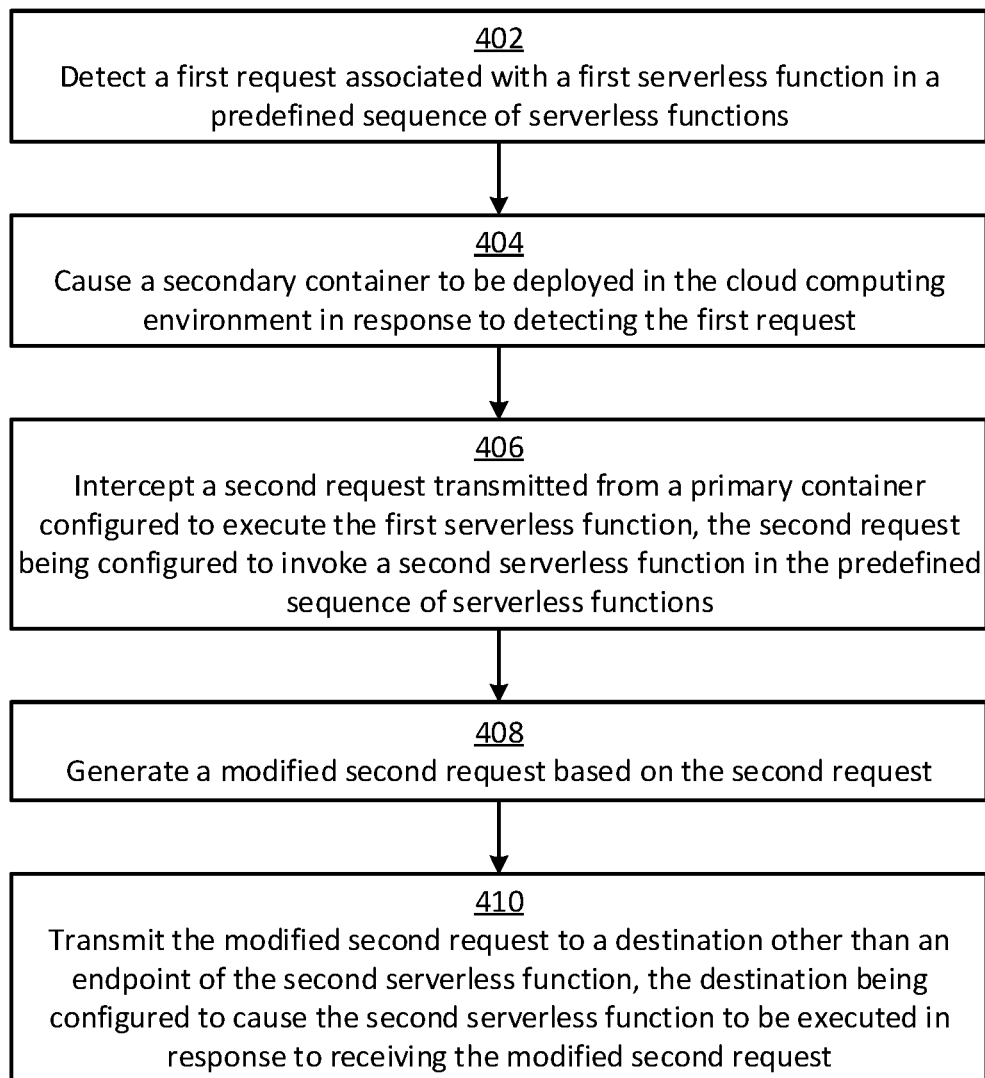 402
Detect a first request associated with a first serverless function in a
predefined sequence of serverless functions
404
Cause a secondary container to be deployed in the cloud computing
environment in response to detecting the first request
406
Intercept a second request transmitted from a primary container
configured to execute the first serverless function, the second request
being configured to invoke a second serverless function in the predefined
sequence of serverless functions
408
Generate a modified second request based on the second request
410
Transmit the modified second request to a destination other than an
endpoint of the second serverless function, the destination being
configured to cause the second serverless function to be executed in
response to receiving the modified second request